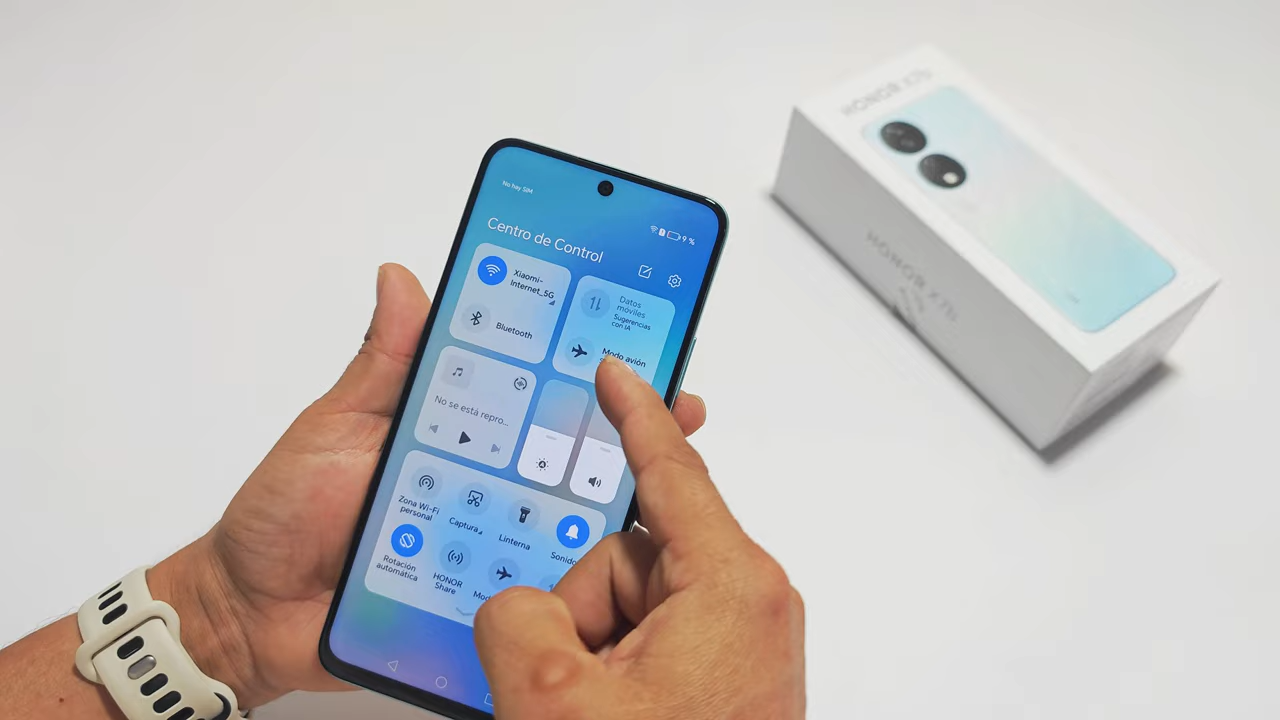 No hay SIM
9 %
Centro de Control
Xiaomi-
Internet_5G
Bluetooth
Datos
móviles
Sugerencias
con IA
Modo avión
No se está repro...
Zona Wi-Fi
personal
Captura
Linterna
Sonido
Rotación
automática
HONOR
Share
HONOR
HONOR